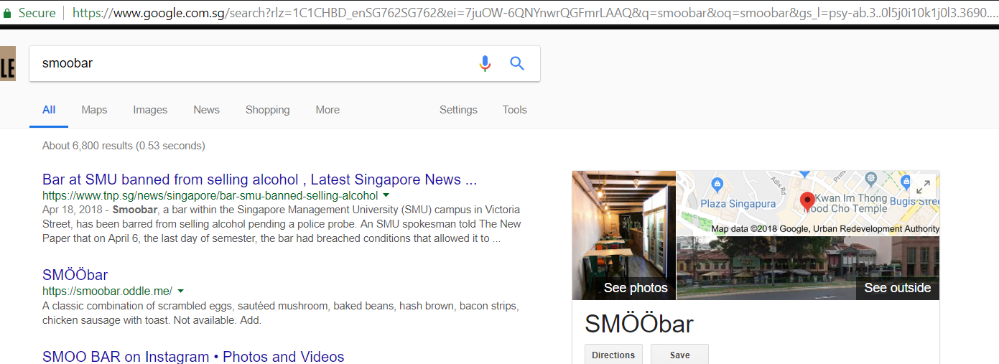 Secure https://www.google.com.sg/search?rlz=1C1CHBD_enSG762SG762&ei=7juOW-6QNYnwrQGFmrLAAQ&q=smoobar&oq=smoobar&gs_l=psy-ab.3..0l5j0i10k1j0l3.3690....
LE
smoobar
All Maps Images News Shopping More Settings Tools
About 6,800 results (0.53 seconds)
Bar at SMU banned from selling alcohol , Latest Singapore News ...
https://www.tnp.sg/news/singapore/bar-smu-banned-selling-alcohol
Apr 18, 2018 - Smoobar, a bar within the Singapore Management University (SMU) campus in Victoria
Street, has been barred from selling alcohol pending a police probe. An SMU spokesman told The New
Paper that on April 6, the last day of semester, the bar had breached conditions that allowed it to ...
SMÖÖbar
https://smoobar.oddle.me/
A classic combination of scrambled eggs, sautéed mushroom, baked beans, hash brown, bacon strips,
chicken sausage with toast. Not available. Add.
SMOO BAR on Instagram • Photos and Videos
Adis Rd
Prins
Plaza Singapura
Kwan Im Thong
Hood Cho Temple
Bugis Stree
Map data ©2018 Google, Urban Redevelopment Authority
See photos
See outside
SMÖÖbar
Directions Save